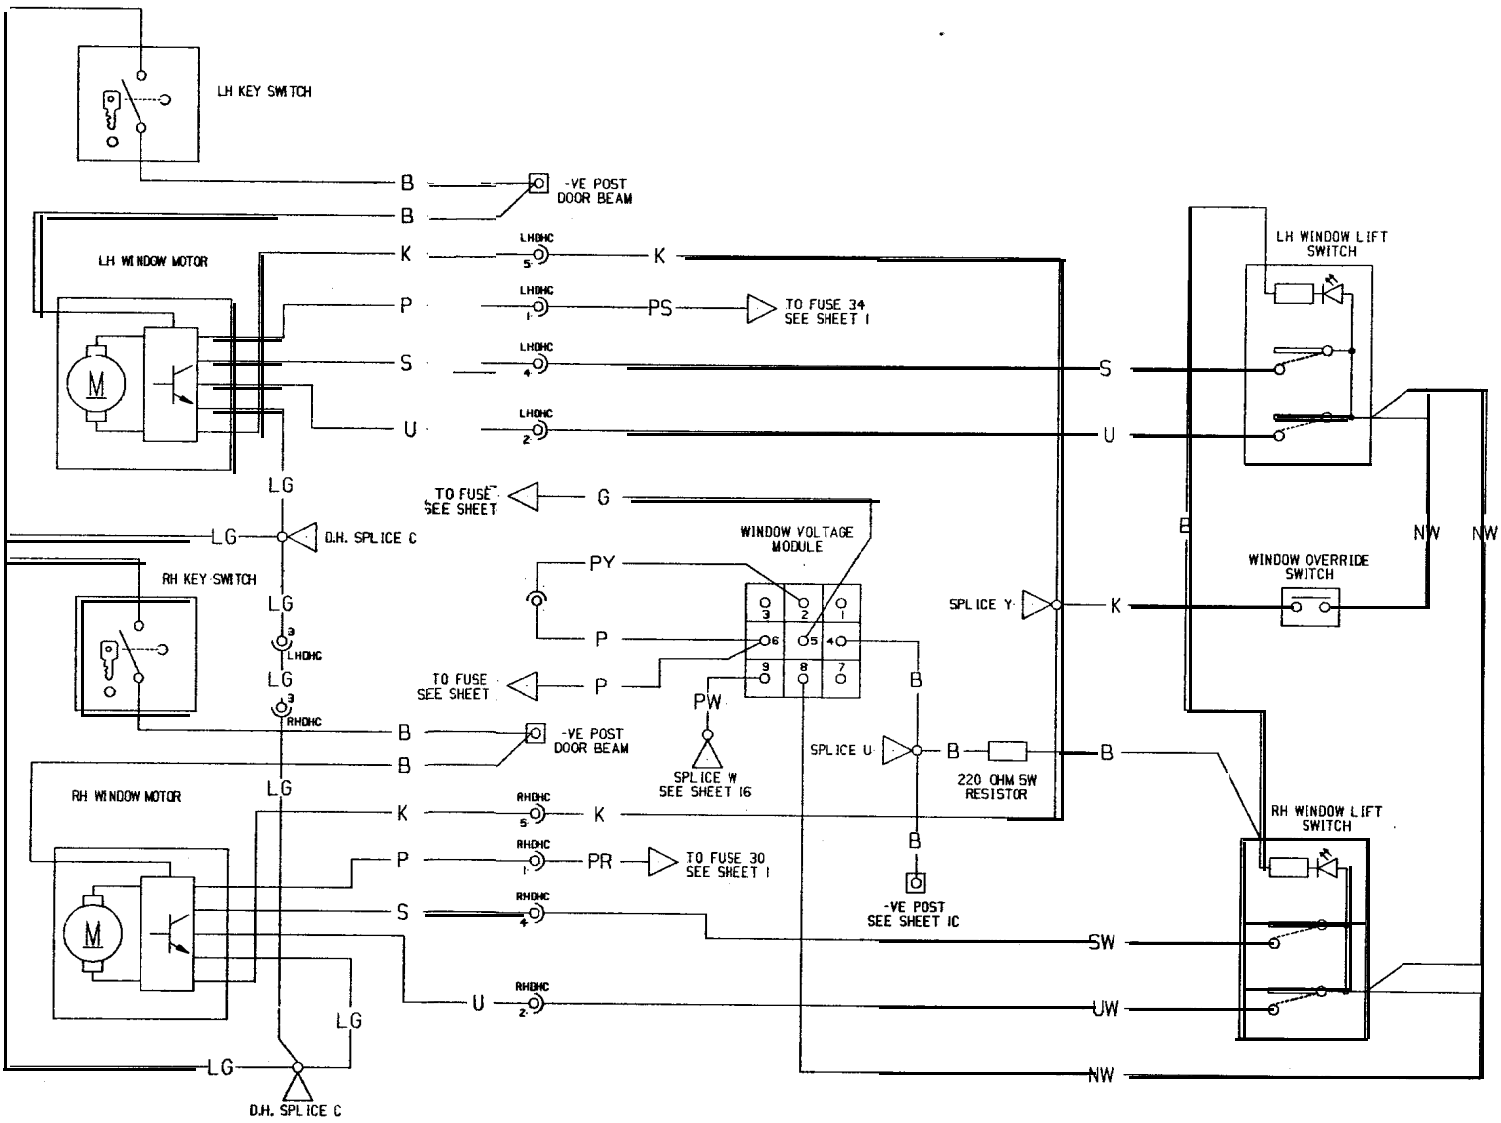 LH KEY SWITCH
B
-VE POST
DOOR BEAM
B
LH WINDOW MOTOR
K
LHDHC
5
K
LH WINDOW LIFT
SWITCH
P
LHDHC
1
PS
TO FUSE 34
SEE SHEET 1
M
S
LHDHC
4
S
U
LHDHC
2
U
LG
TO FUSE
SEE SHEET
G
WINDOW VOLTAGE
MODULE
B
NW
NW
LG
D.H. SPLICE C
RH KEY SWITCH
PY
WINDOW OVERRIDE
SWITCH
LG
3
2
1
SPLICE Y
K
3
LHDHC
P
6
5
4
LG
TO FUSE
SEE SHEET
P
9
8
7
B
3
RHDHC
PW
B
-VE POST
DOOR BEAM
SPLICE U
B
B
B
SPLICE W
SEE SHEET 16
220 OHM 5W
RESISTOR
LG
RH WINDOW MOTOR
K
RHDHC
5
K
RH WINDOW LIFT
SWITCH
P
RHDHC
1
PR
TO FUSE 30
SEE SHEET 1
B
M
S
RHDHC
4
-VE POST
SEE SHEET 1C
SW
U
RHDHC
2
UW
LG
LG
NW
D.H. SPLICE C